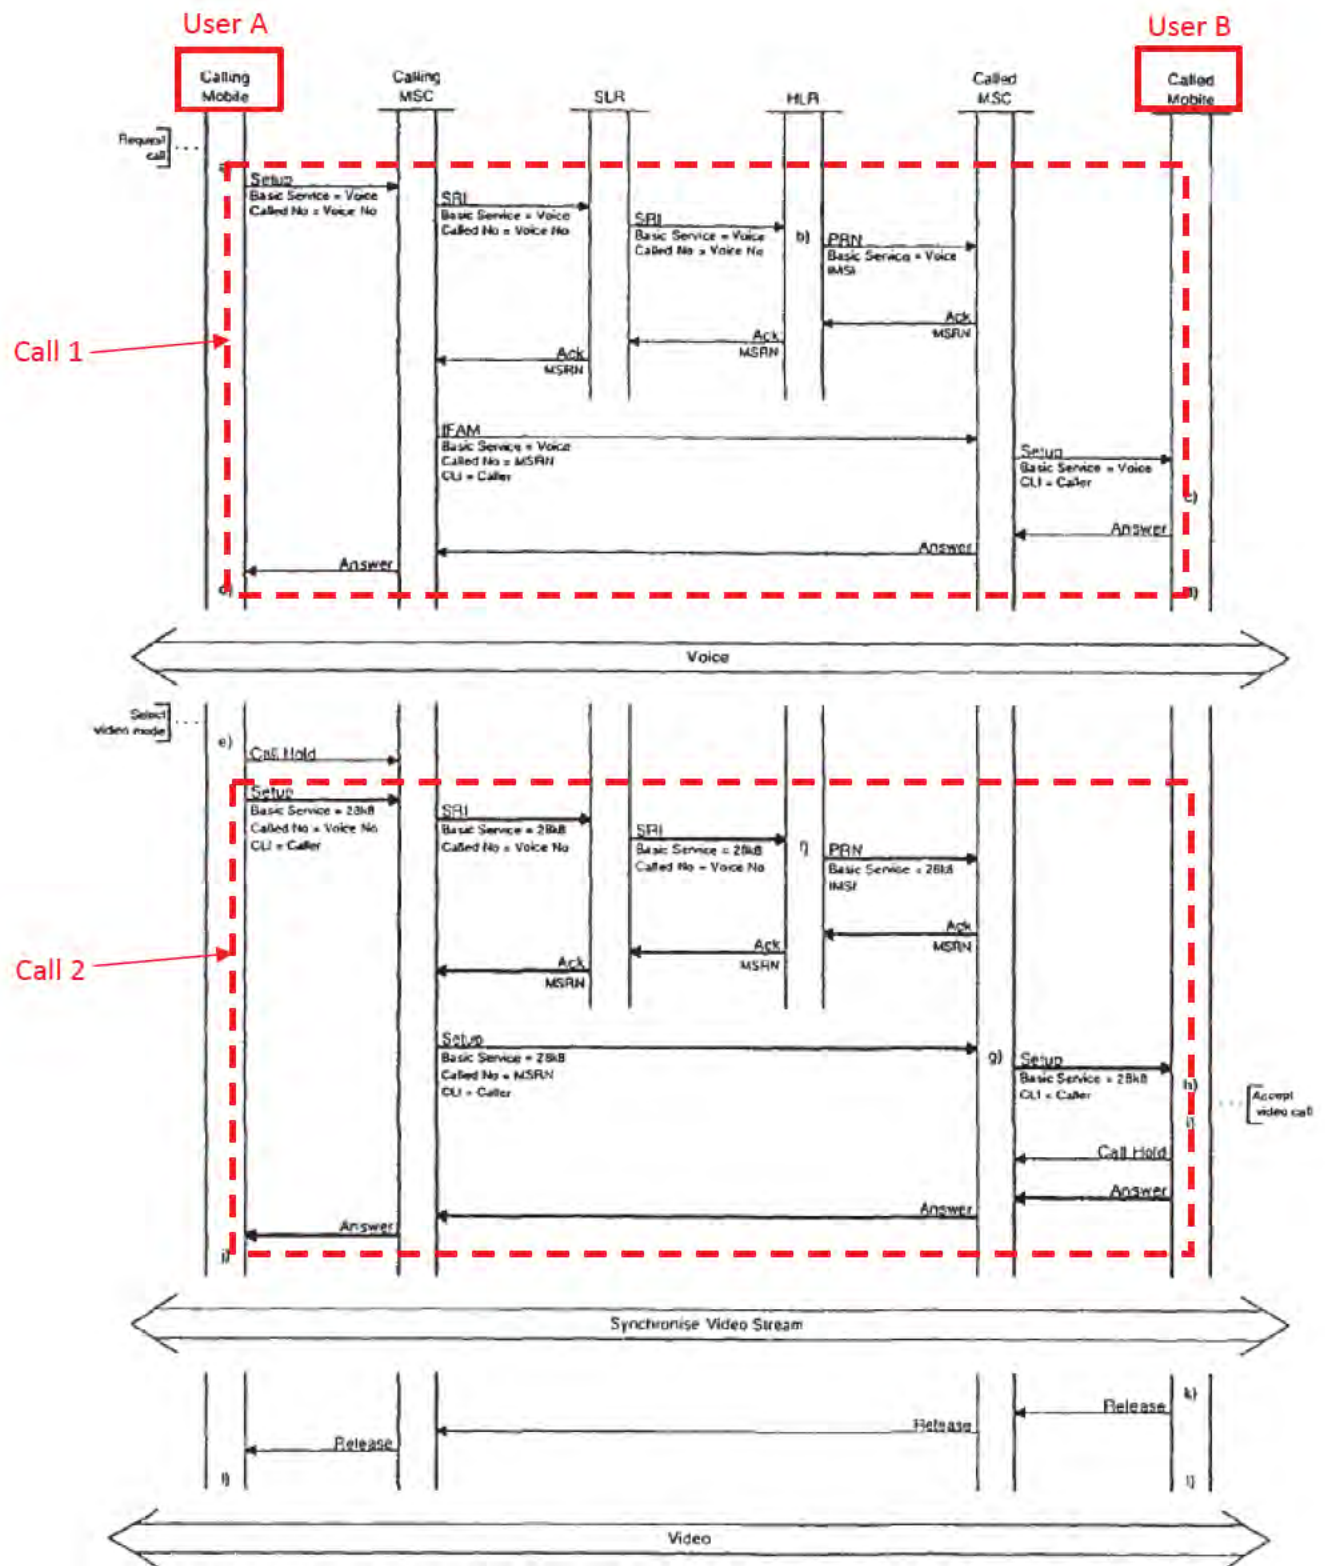 User A
User B
Calling
Mobile
Calling
MSC
SLR
HLR
Called
MSC
Called
Mobile
Request
call
a)
Setup
Basic Service = Voice
Called No = Voice No
SRI
Basic Service = Voice
Called No = Voice No
SRI
Basic Service = Voice
Called No = Voice No
b)
PRN
Basic Service = Voice
IMSI
Call 1
Ack
MSRN
Ack
MSRN
Ack
MSRN
IFAM
Basic Service = Voice
Called No = MSRN
CLI = Caller
Setup
Basic Service = Voice
CLI = Caller
c)
Answer
Answer
Answer
d)
d)
Voice
Select
video mode
e)
Call Hold
Setup
Basic Service = 28k8
Called No = Voice No
CLI = Caller
SRI
Basic Service = 28k8
Called No = Voice No
SRI
Basic Service = 28k8
Called No = Voice No
f)
PRN
Basic Service = 28k8
IMSI
Call 2
Ack
MSRN
Ack
MSRN
Ack
MSRN
Setup
Basic Service = 28k8
Called No = MSRN
CLI = Caller
g)
Setup
Basic Service = 28k8
CLI = Caller
h)
i)
Accept
video call
Call Hold
Answer
Answer
Answer
j)
Synchronise Video Stream
k)
Release
Release
Release
l)
l)
Video